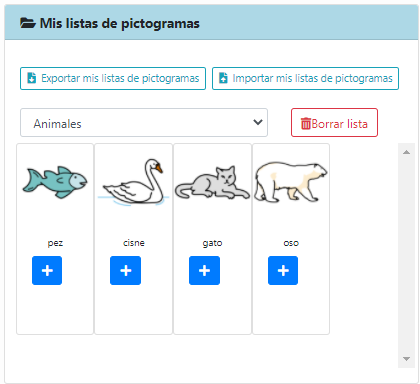 Mis listas de pictogramas
Exportar mis listas de pictogramas
Importar mis listas de pictogramas
Animales
Borrar lista
pez
cisne
gato
oso